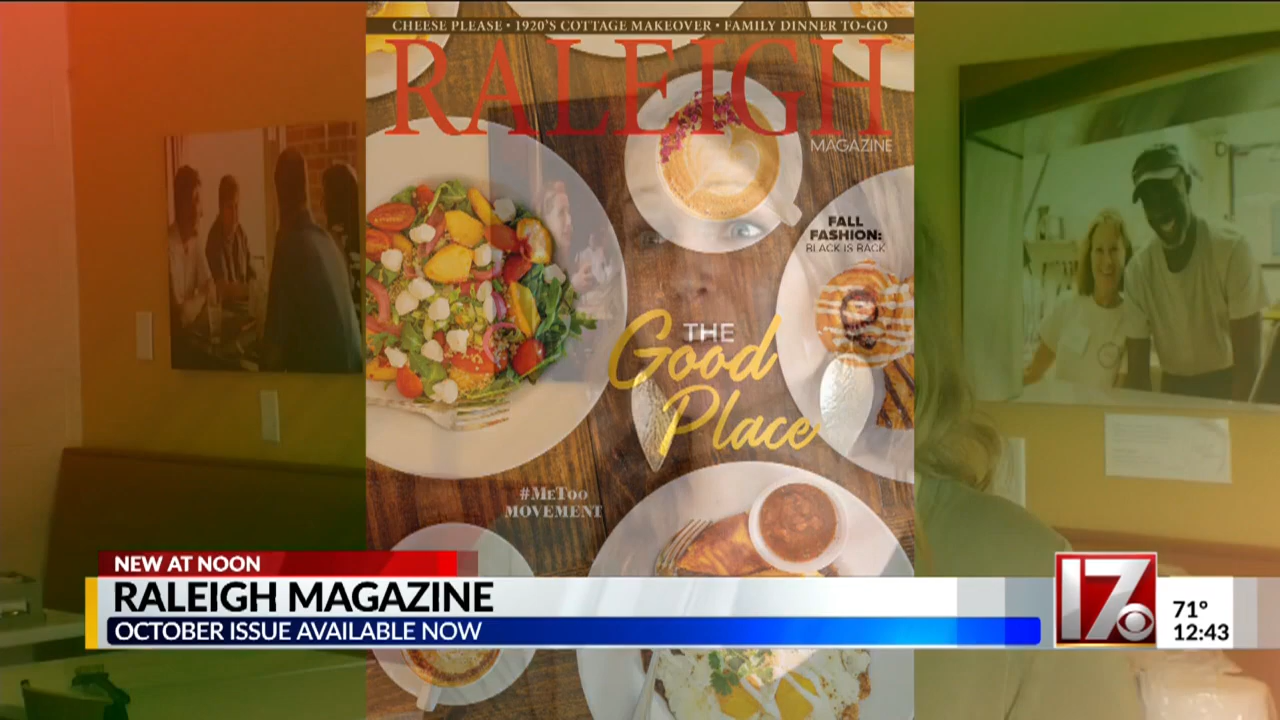 CHEESE PLEASE • 1920'S COTTAGE MAKEOVER • FAMILY DINNER TO-GO
RALEIGH
MAGAZINE
FALL
FASHION:
BLACK IS BACK
THE
Good
Place
#MeToo
MOVEMENT
NEW AT NOON
RALEIGH MAGAZINE
OCTOBER ISSUE AVAILABLE NOW
17
71°
12:43